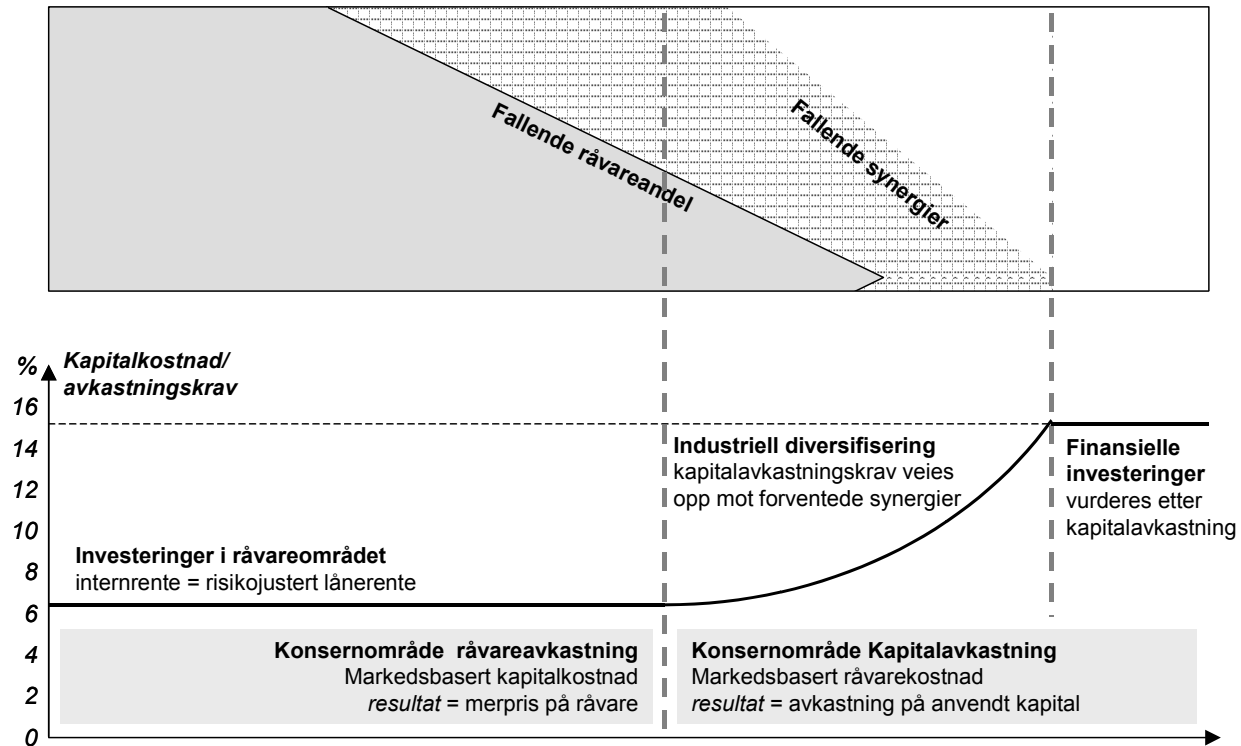 Fallende råvareandel
Fallende synergier
%
Kapitalkostnad/
avkastningskrav
16
14
12
10
8
6
4
2
0
Industriell diversifisering
kapitalavkastningskrav veies
opp mot forventede synergier
Finansielle
investeringer
vurderes etter
kapitalavkastning
Investeringer i råvareområdet
internrente = risikojustert lånerente
Konsernområde råvareavkastning
Markedsbasert kapitalkostnad
resultat = merpris på råvare
Konsernområde Kapitalavkastning
Markedsbasert råvarekostnad
resultat = avkastning på anvendt kapital